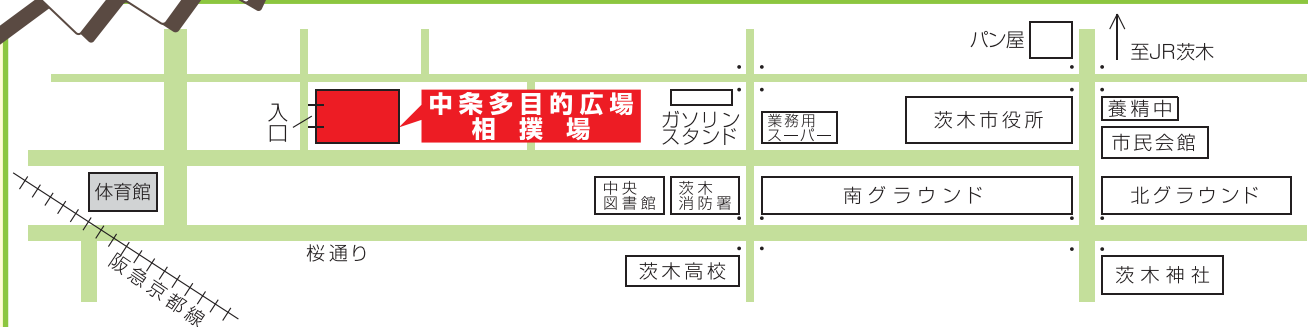 パン屋
至JR茨木
入口
中条多目的広場
相撲場
ガソリン
スタンド
業務用
スーパー
茨木市役所
養精中
市民会館
体育館
中央
図書館
茨木
消防署
南グラウンド
北グラウンド
桜通り
阪急京都線
茨木高校
茨木神社